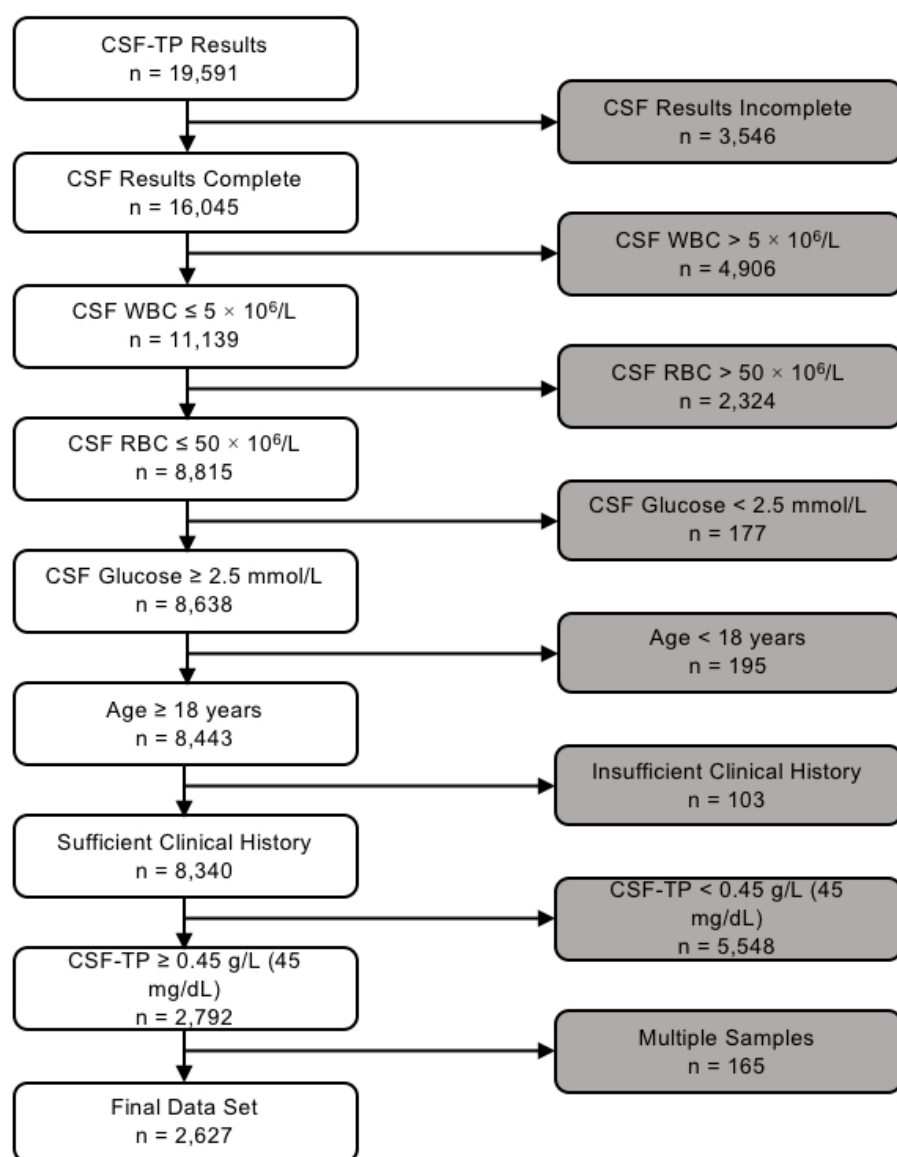 CSF-TP Results
n = 19,591
CSF Results Incomplete
n = 3,546
CSF Results Complete
n = 16,045
CSF WBC > 5 × 10⁶/L
n = 4,906
CSF WBC ≤ 5 × 10⁶/L
n = 11,139
CSF RBC > 50 × 10⁶/L
n = 2,324
CSF RBC ≤ 50 × 10⁶/L
n = 8,815
CSF Glucose < 2.5 mmol/L
n = 177
CSF Glucose ≥ 2.5 mmol/L
n = 8,638
Age < 18 years
n = 195
Age ≥ 18 years
n = 8,443
Insufficient Clinical History
n = 103
Sufficient Clinical History
n = 8,340
CSF-TP < 0.45 g/L (45
mg/dL)
n = 5,548
CSF-TP ≥ 0.45 g/L (45
mg/dL)
n = 2,792
Multiple Samples
n = 165
Final Data Set
n = 2,627